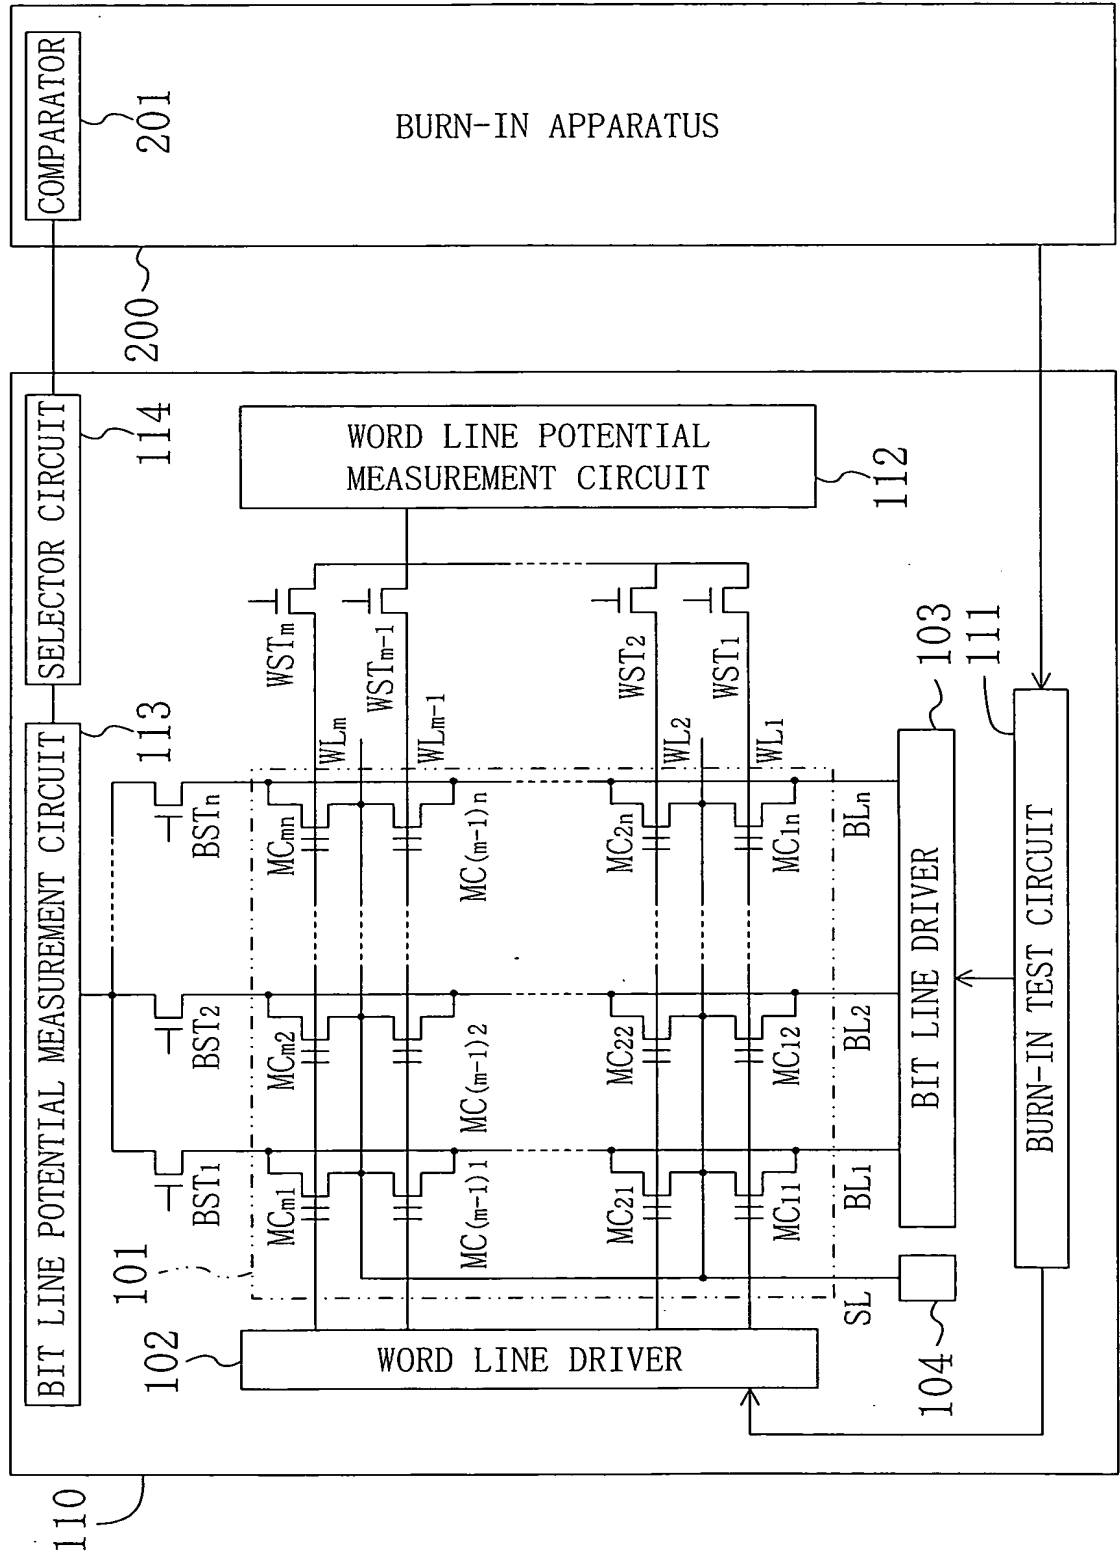 110
BIT LINE POTENTIAL MEASUREMENT CIRCUIT
113
SELECTOR CIRCUIT
114
200
COMPARATOR
201
BURN-IN APPARATUS
BST1
BST2
BSTn
101
102
WORD LINE DRIVER
MCm1
MCm2
MCmn
WLm
WSTm
MC(m-1)1
MC(m-1)2
MC(m-1)n
WLm-1
WSTm-1
WORD LINE POTENTIAL
MEASUREMENT CIRCUIT
112
MC21
MC22
MC2n
WL2
WST2
MC11
MC12
MC1n
WL1
WST1
SL
BL1
BL2
BLn
104
BIT LINE DRIVER
103
BURN-IN TEST CIRCUIT
111